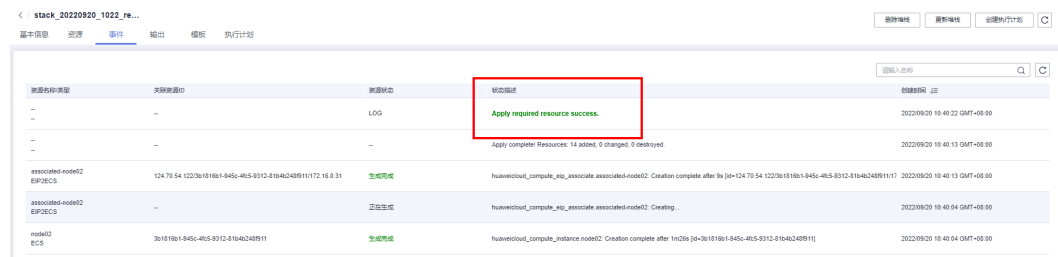 < stack_20220920_1022_re...
删除堆栈 更新堆栈 创建执行计划
基本信息 资源 事件 输出 模板 执行计划
请输入名称
资源名称/类型 关联资源ID 资源状态 状态描述 创建时间
-- -- LOG Apply required resource success. 2022/09/20 10:40:22 GMT+08:00
--
-- -- -- Apply complete! Resources: 14 added, 0 changed, 0 destroyed. 2022/09/20 10:40:13 GMT+08:00
--
associated-node02 124.70.54.122/3b1816b1-945c-4fc5-9312-81b4b248f911/172.16.0.31 生成完成 huaweicloud_compute_eip_associate.associated-node02: Creation complete after 9s [id=124.70.54.122/3b1816b1-945c-4fc5-9312-81b4b248f911/17 2022/09/20 10:40:13 GMT+08:00
EIP2ECS
associated-node02 -- 正在生成 huaweicloud_compute_eip_associate.associated-node02: Creating... 2022/09/20 10:40:04 GMT+08:00
EIP2ECS
node02 3b1816b1-945c-4fc5-9312-81b4b248f911 生成完成 huaweicloud_compute_instance.node02: Creation complete after 1m26s [id=3b1816b1-945c-4fc5-9312-81b4b248f911] 2022/09/20 10:40:04 GMT+08:00
ECS